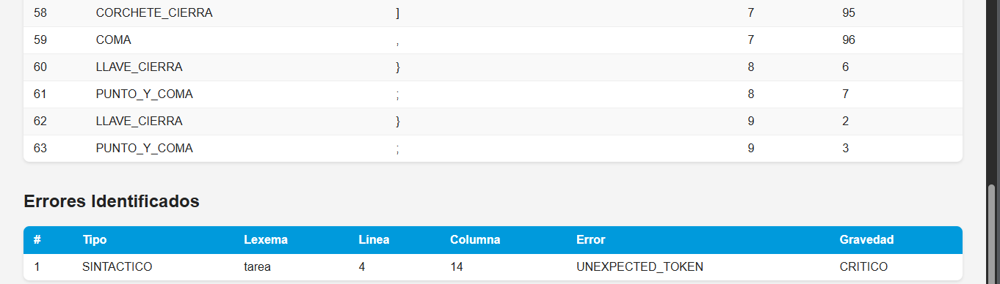 58 CORCHETE_CIERRA ] 7 95
59 COMA , 7 96
60 LLAVE_CIERRA } 8 6
61 PUNTO_Y_COMA ; 8 7
62 LLAVE_CIERRA } 9 2
63 PUNTO_Y_COMA ; 9 3
Errores Identificados
# Tipo Lexema Línea Columna Error Gravedad
1 SINTACTICO tarea 4 14 UNEXPECTED_TOKEN CRITICO